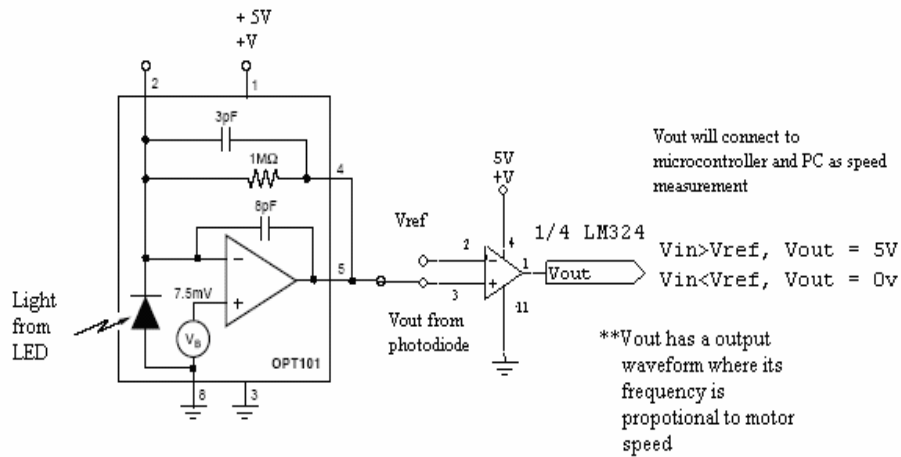 + 5V
+V
2
1
3pF
1MΩ
4
8pF
5
7.5mV
VB
OPT101
8
3
Light
from
LED
Vref
Vout from
photodiode
5V
+V
2
3
4
1
11
1/4 LM324
Vout
Vout will connect to
microcontroller and PC as speed
measurement
Vin>Vref, Vout = 5V
Vin<Vref, Vout = 0v
**Vout has a output
waveform where its
frequency is
propotional to motor
speed